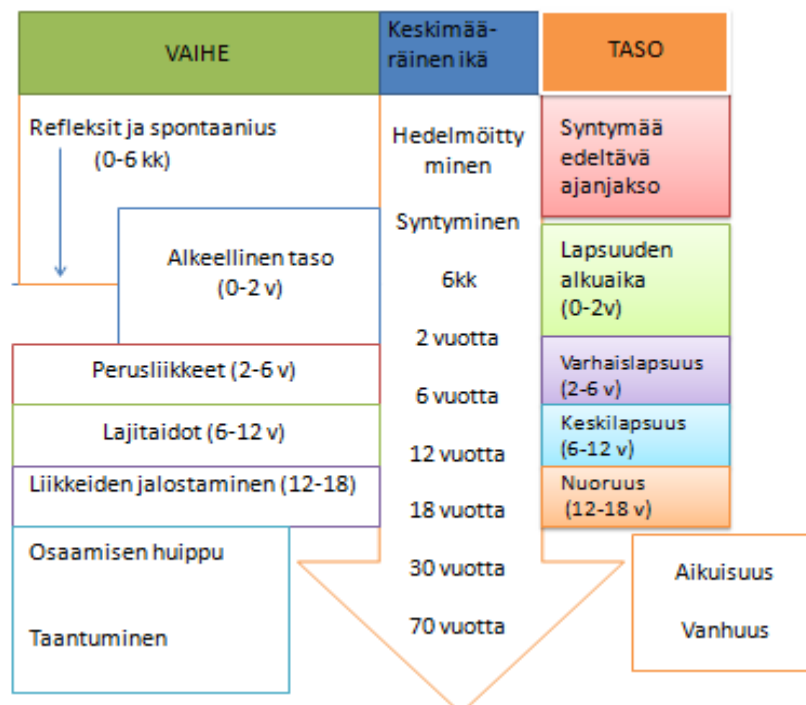 VAIHE
Keskimää-
räinen ikä
TASO
Refleksit ja spontaanius
(0-6 kk)
Alkeellinen taso
(0-2 v)
Perusliikkeet (2-6 v)
Lajitaidot (6-12 v)
Liikkeiden jalostaminen (12-18)
Osaamisen huippu
Taantuminen
Hedelmöitty
minen
Syntyminen
6kk
2 vuotta
6 vuotta
12 vuotta
18 vuotta
30 vuotta
70 vuotta
Syntymää
edeltävä
ajanjakso
Lapsuuden
alkuaika
(0-2v)
Varhaislapsuus
(2-6 v)
Keskilapsuus
(6-12 v)
Nuoruus
(12-18 v)
Aikuisuus
Vanhuus